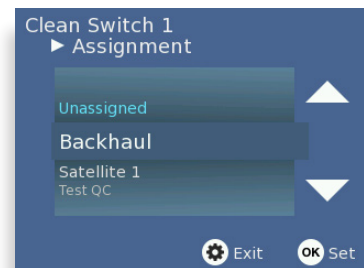 Clean Switch 1
Assignment
Unassigned
Backhaul
Satellite 1
Test QC
Exit OK Set